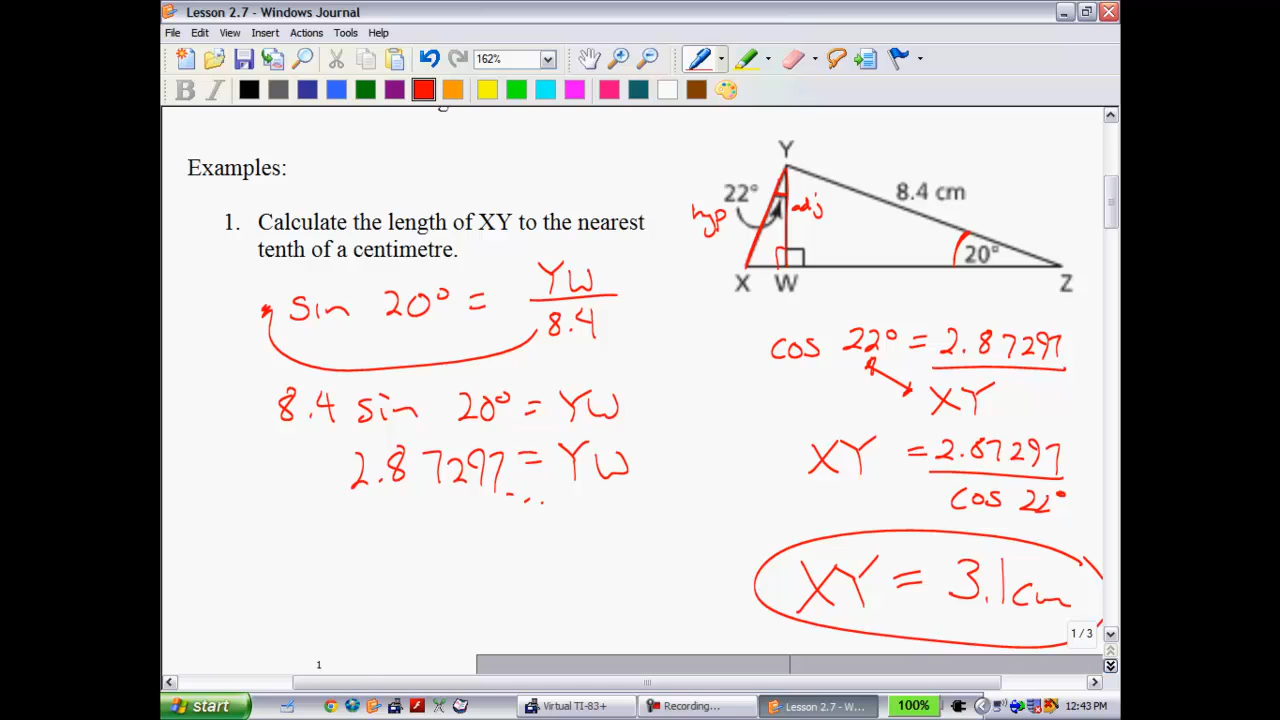 Lesson 2.7 - Windows Journal
File Edit View Insert Actions Tools Help
162%
B I
Examples:
1. Calculate the length of XY to the nearest
tenth of a centimetre.
sin 20° = YW
8.4
8.4 sin 20° = YW
2.87297... = YW
Y
22°
8.4 cm
hyp
adj
20°
X W Z
cos 22° = 2.87297
XY
XY = 2.87297
cos 22°
XY = 3.1cm
1 / 3
1
start
Virtual TI-83+
Recording...
Lesson 2.7 - W...
100%
12:43 PM